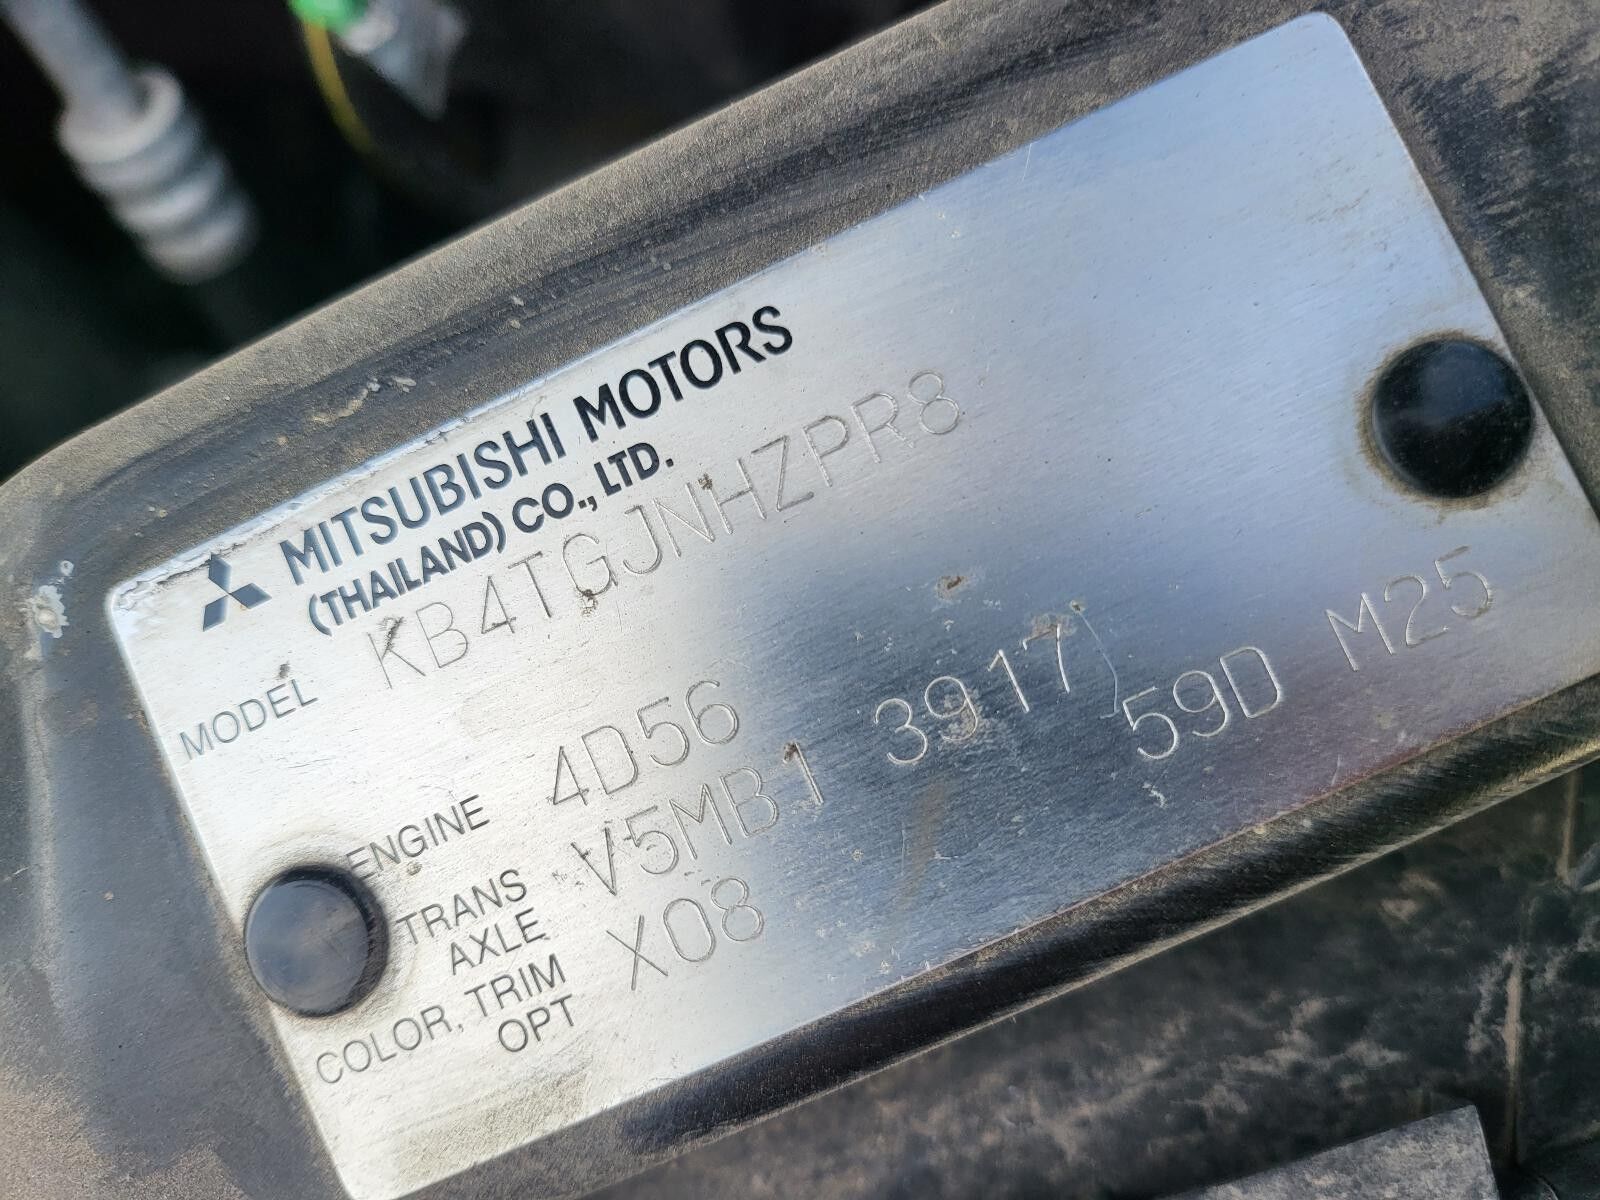 MITSUBISHI MOTORS
(THAILAND) CO., LTD.
MODEL KB4TGJNHZPR8
ENGINE 4D56
TRANS AXLE V5MB1 3917
COLOR, TRIM OPT X08 59D M25